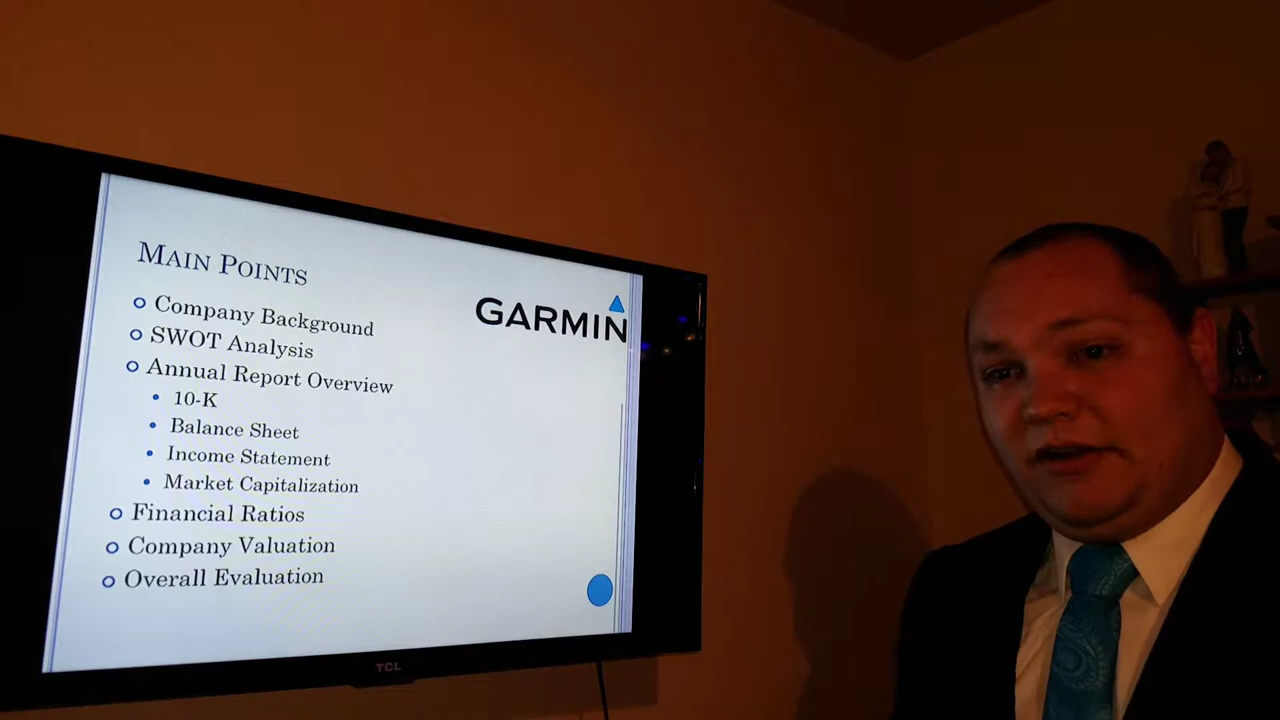 MAIN POINTS
GARMIN
Company Background
SWOT Analysis
Annual Report Overview
10-K
Balance Sheet
Income Statement
Market Capitalization
Financial Ratios
Company Valuation
Overall Evaluation
TCL